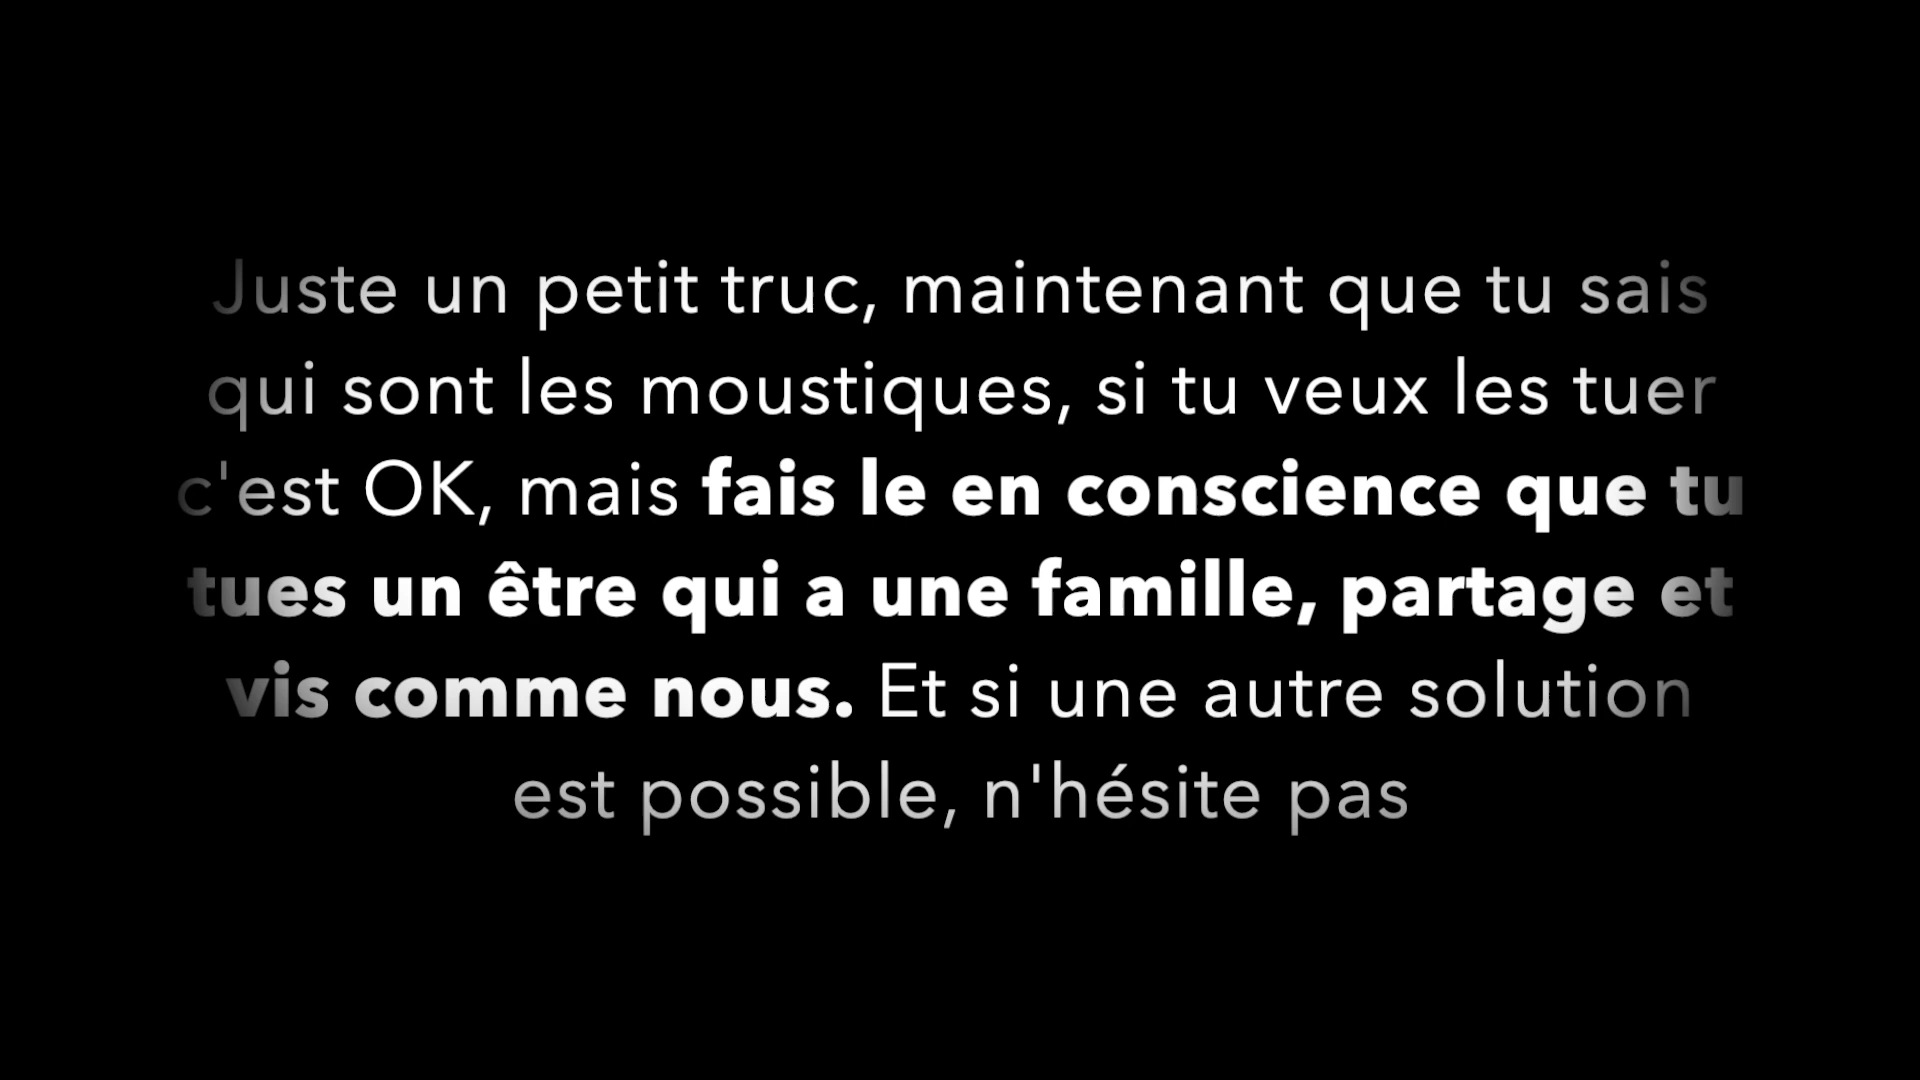 Juste un petit truc, maintenant que tu sais
qui sont les moustiques, si tu veux les tuer
c'est OK, mais fais le en conscience que tu
tues un être qui a une famille, partage et
vis comme nous. Et si une autre solution
est possible, n'hésite pas